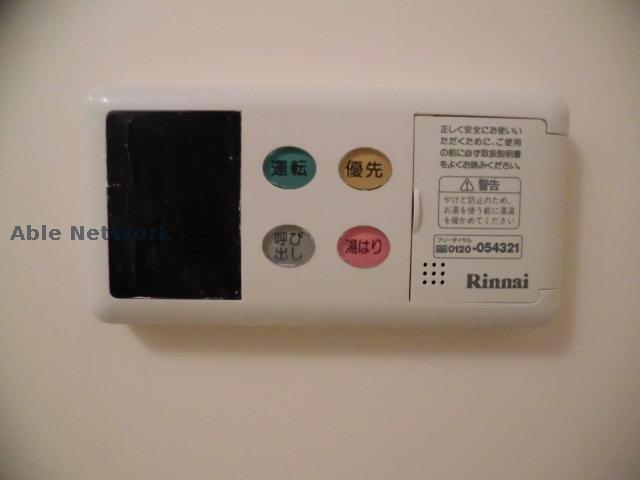 運転
優先
呼び
出し
湯はり
正しく安全にお使いい
ただくために、ご使用
の前に必ず取扱説明書
をよくお読みください。
警告
やけど防止のため、
お湯を使う前に湯温
を確かめてください
フリーダイヤル
0120-054321
Rinnai
Able Network